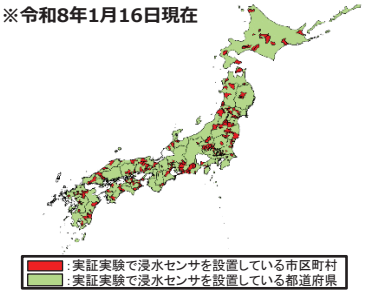 ※令和8年1月16日現在
:実証実験で浸水センサを設置している市区町村
:実証実験で浸水センサを設置している都道府県